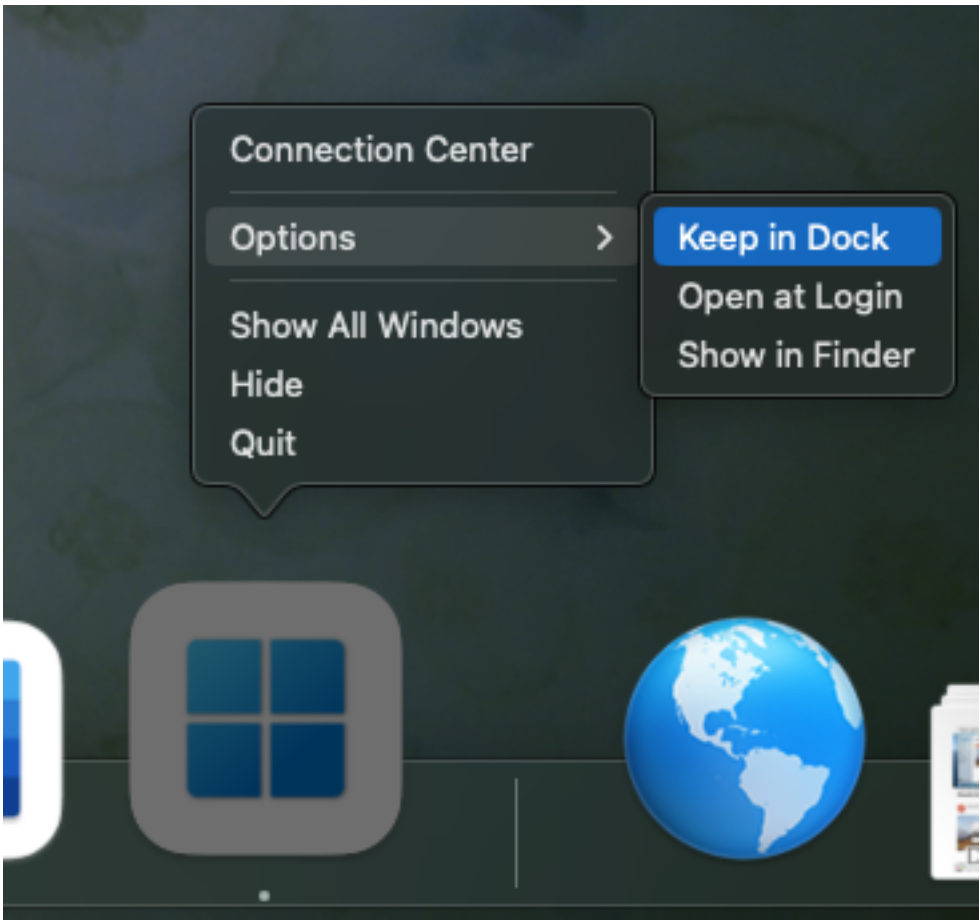 Connection Center
Options
Keep in Dock
Open at Login
Show in Finder
Show All Windows
Hide
Quit